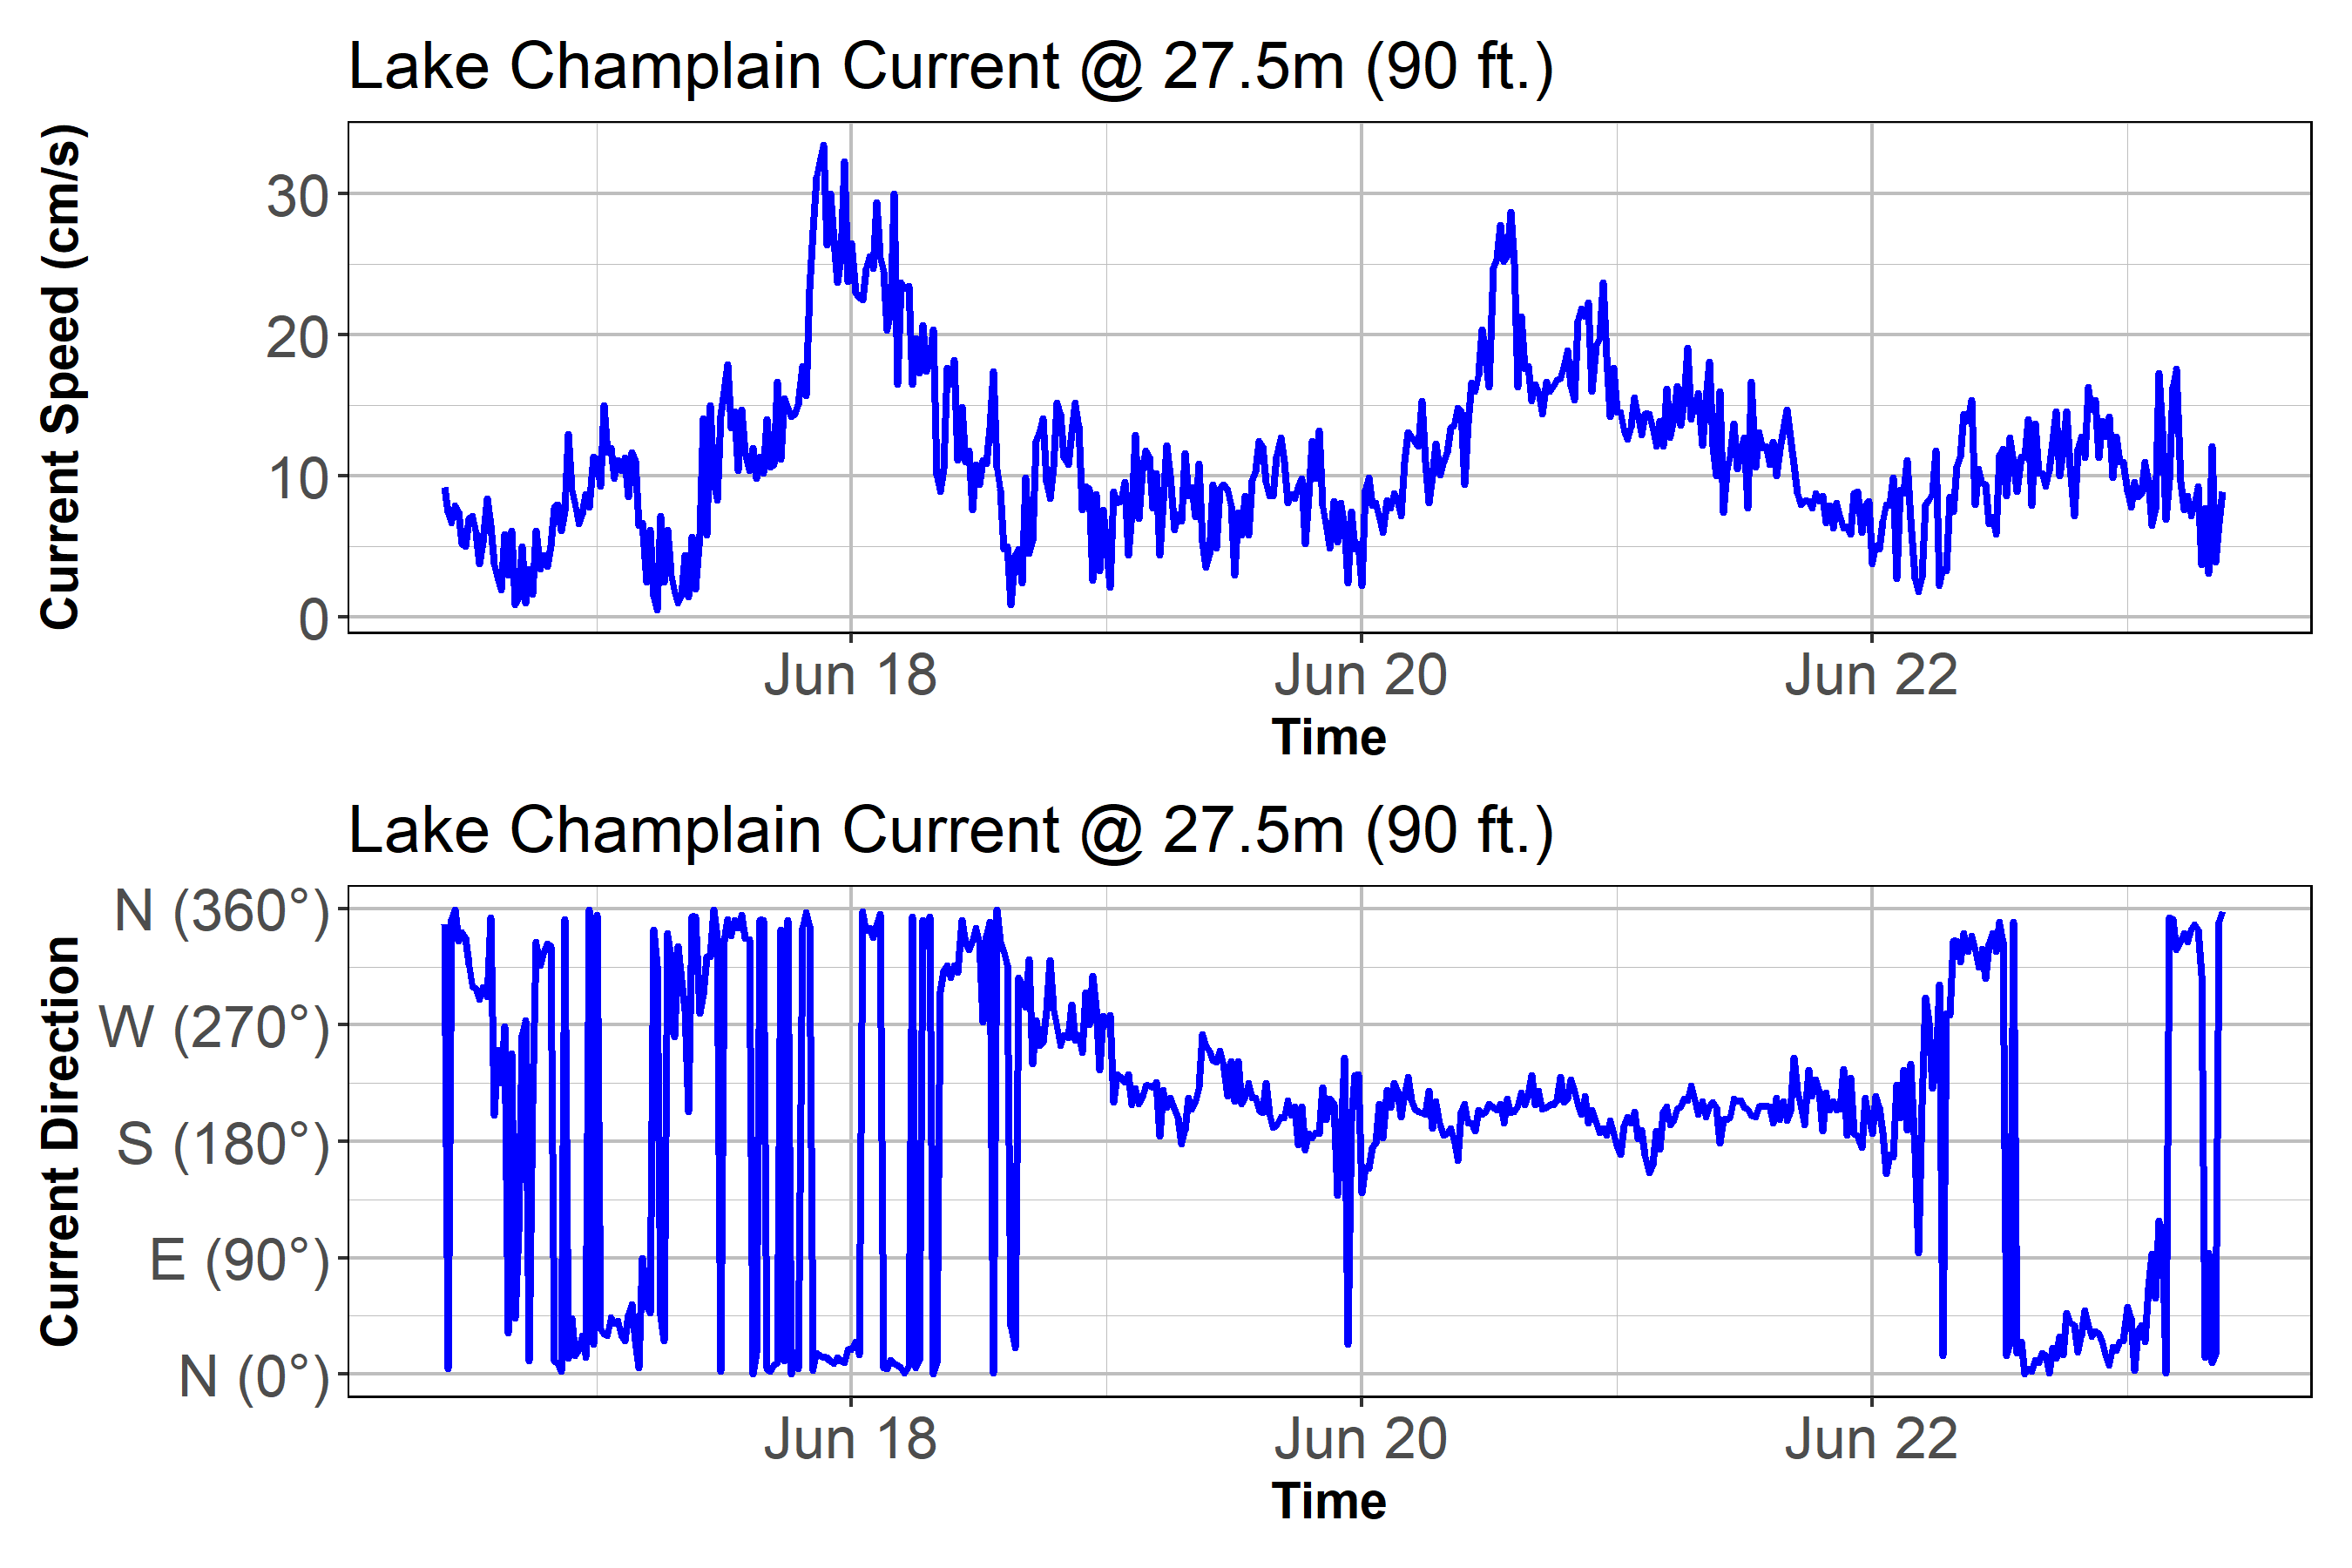 Lake Champlain Current @ 27.5m (90 ft.)
Current Speed (cm/s)
30
20
10
0
Jun 18 Jun 20 Jun 22
Time
Lake Champlain Current @ 27.5m (90 ft.)
Current Direction
N (360°)
W (270°)
S (180°)
E (90°)
N (0°)
Jun 18 Jun 20 Jun 22
Time